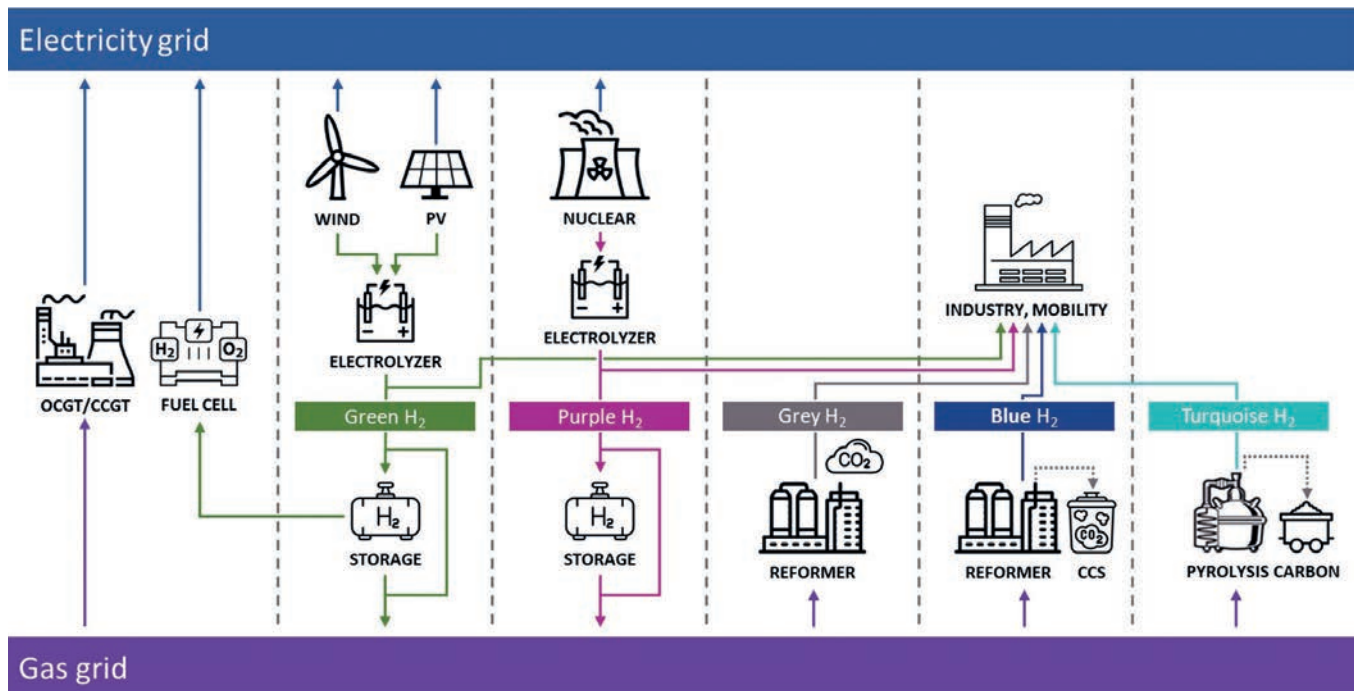 Electricity grid
WIND
PV
NUCLEAR
ELECTROLYZER
ELECTROLYZER
INDUSTRY, MOBILITY
H₂
O₂
OCGT/CCGT
FUEL CELL
Green H₂
Purple H₂
Grey H₂
Blue H₂
Turquoise H₂
CO₂
H₂
H₂
CO₂
STORAGE
STORAGE
REFORMER
REFORMER
CCS
PYROLYSIS CARBON
Gas grid